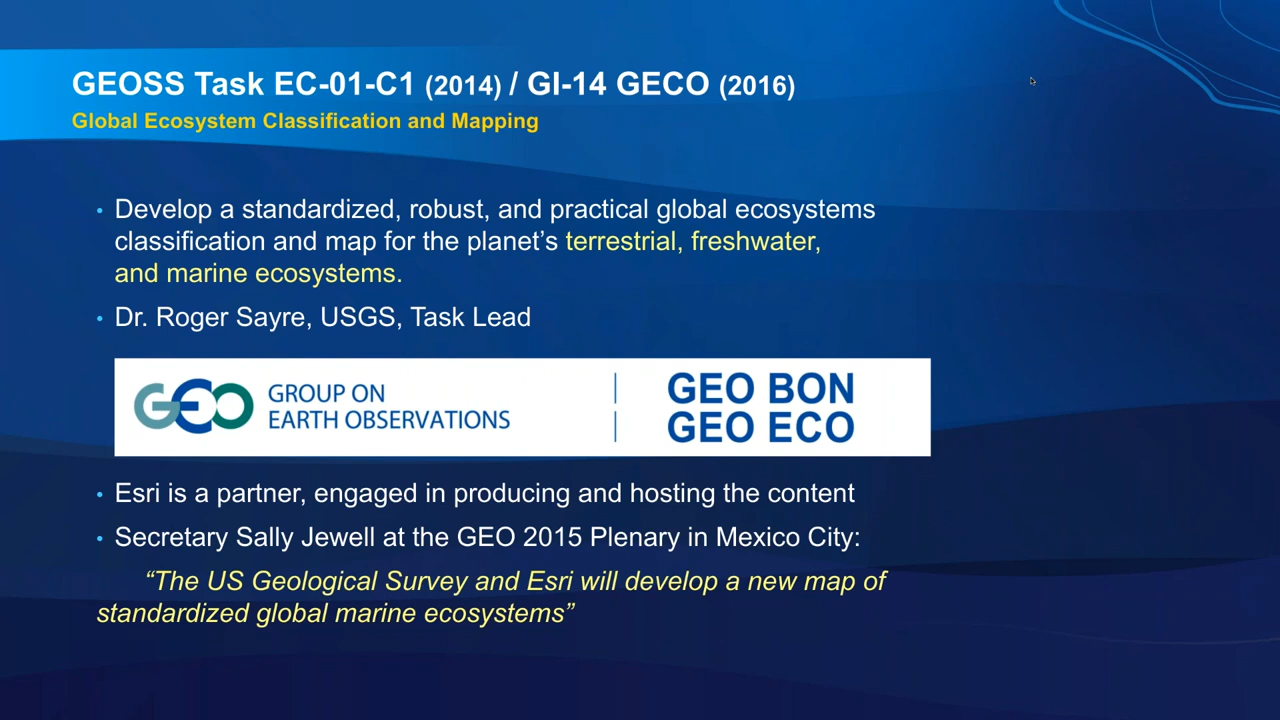 GEOSS Task EC-01-C1 (2014) / GI-14 GECO (2016)
Global Ecosystem Classification and Mapping
• Develop a standardized, robust, and practical global ecosystems
classification and map for the planet’s terrestrial, freshwater,
and marine ecosystems.
• Dr. Roger Sayre, USGS, Task Lead
GEO
GROUP ON
EARTH OBSERVATIONS
GEO BON
GEO ECO
• Esri is a partner, engaged in producing and hosting the content
• Secretary Sally Jewell at the GEO 2015 Plenary in Mexico City:
“The US Geological Survey and Esri will develop a new map of
standardized global marine ecosystems”